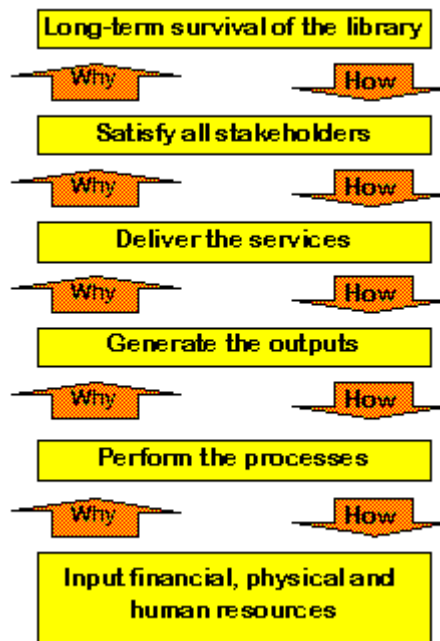 Long-term survival of the library
Why How
Satisfy all stakeholders
Why How
Deliver the services
Why How
Generate the outputs
Why How
Perform the processes
Why How
Input financial, physical and
human resources